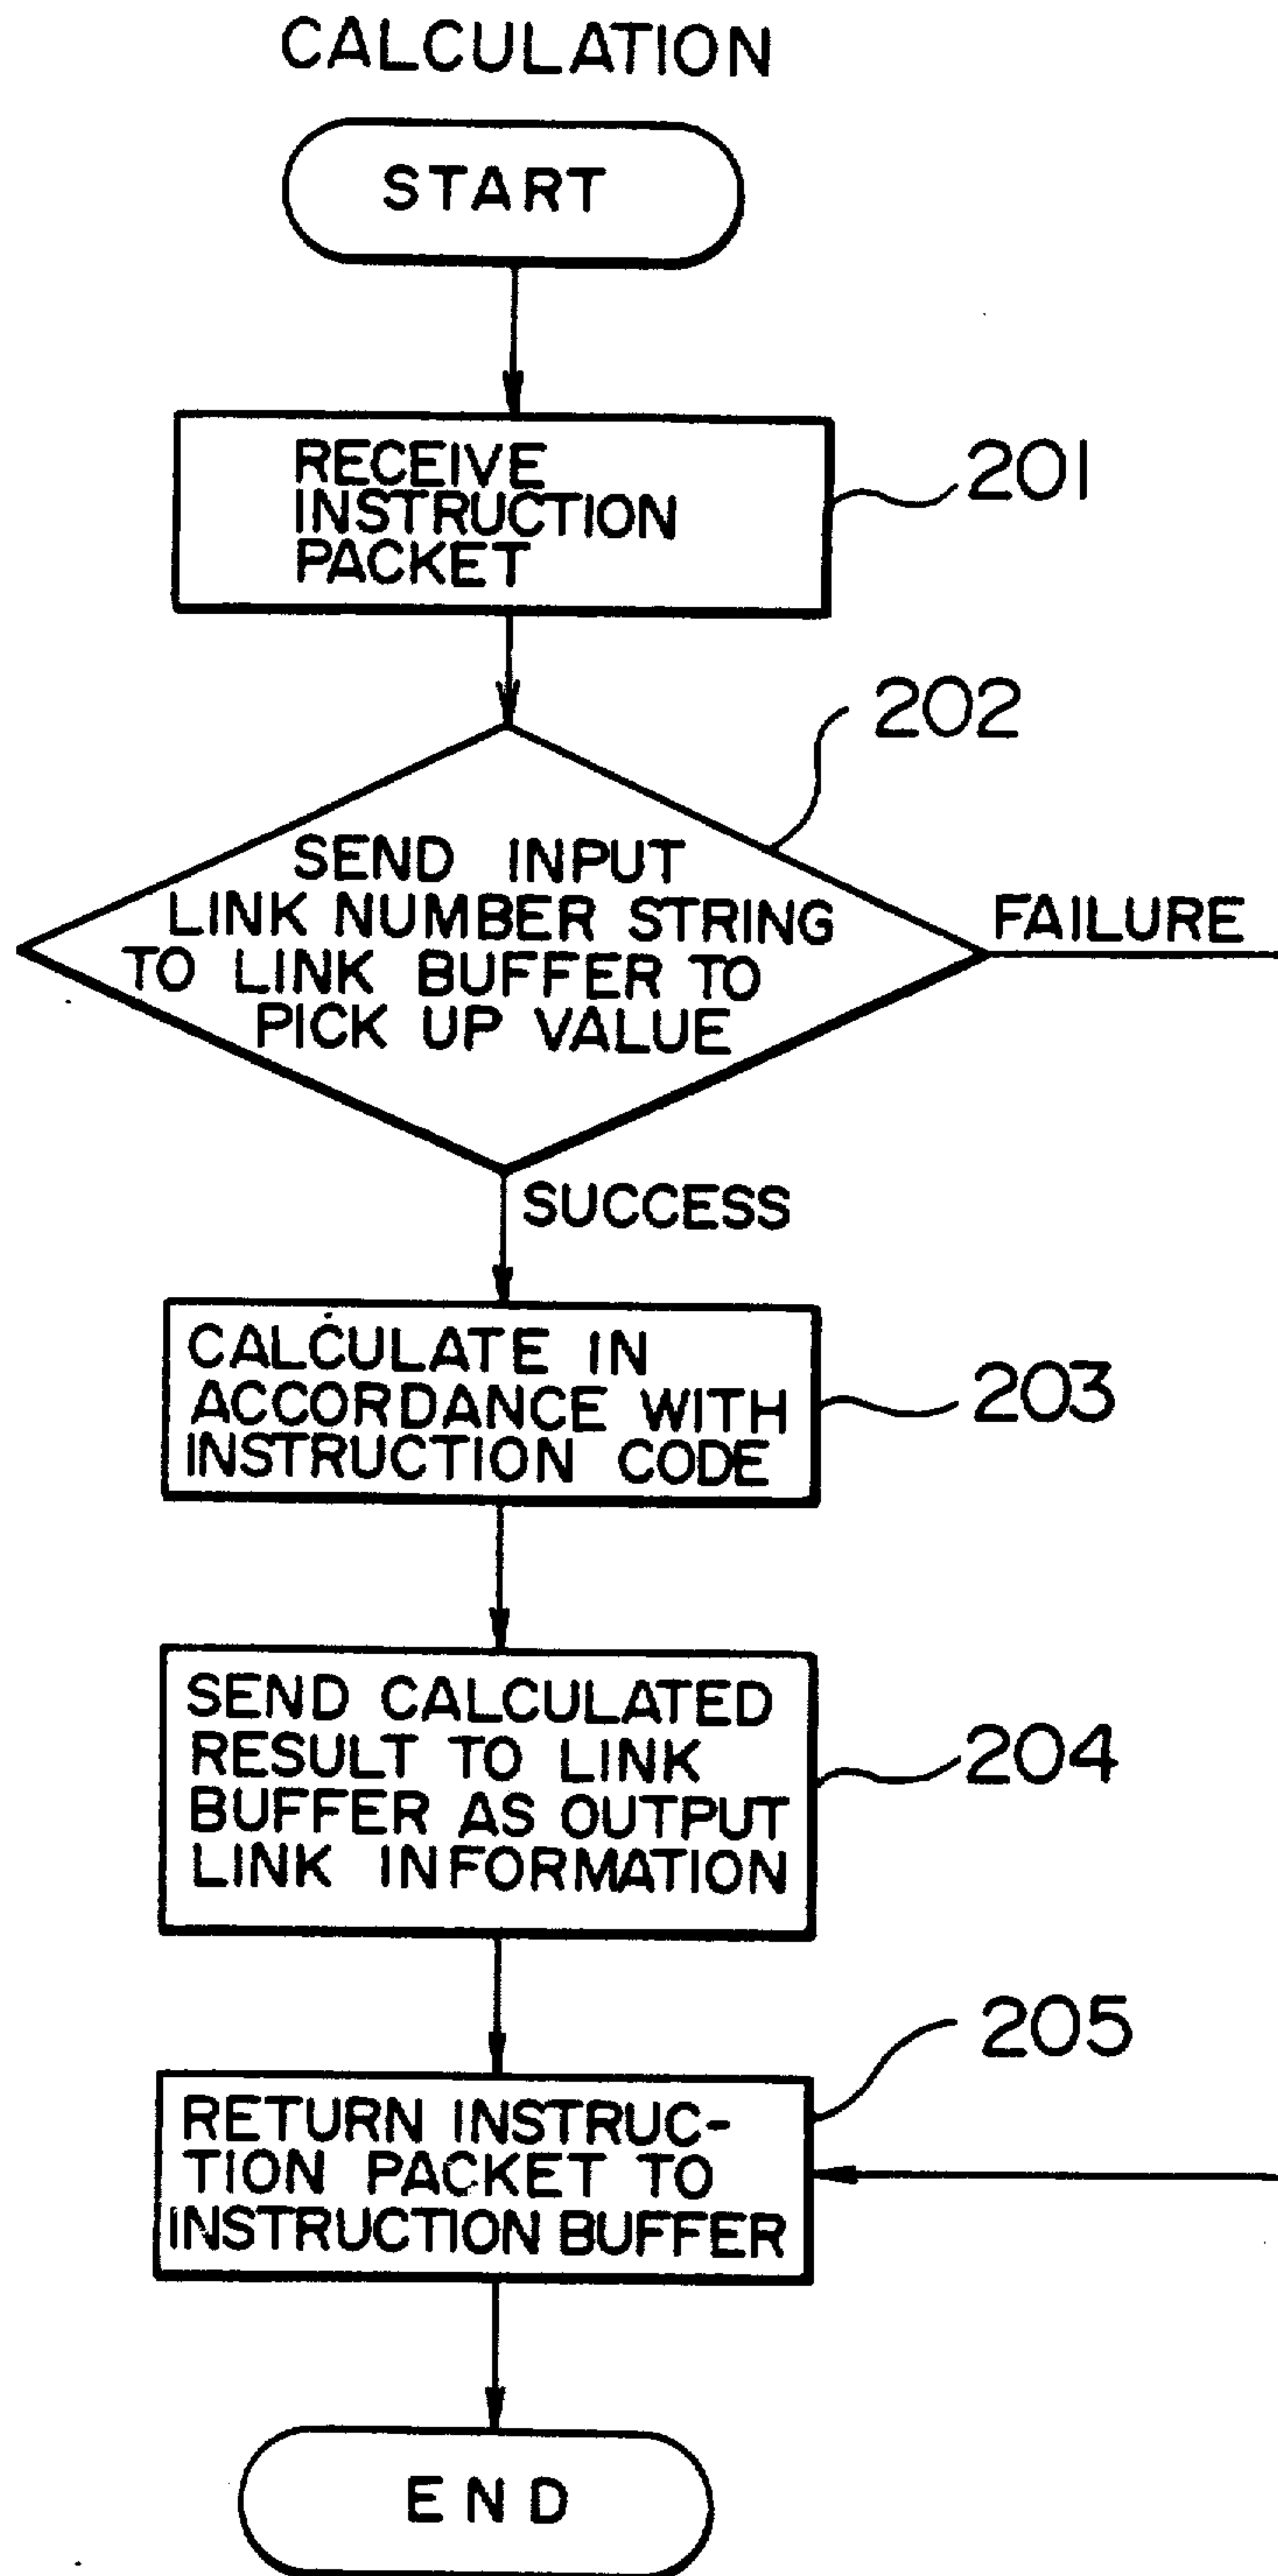 CALCULATION
START
RECEIVE
INSTRUCTION
PACKET
201
202
SEND INPUT
LINK NUMBER STRING
TO LINK BUFFER TO
PICK UP VALUE
FAILURE
SUCCESS
CALCULATE IN
ACCORDANCE WITH
INSTRUCTION CODE
203
SEND CALCULATED
RESULT TO LINK
BUFFER AS OUTPUT
LINK INFORMATION
204
205
RETURN INSTRUC-
TION PACKET TO
INSTRUCTION BUFFER
END